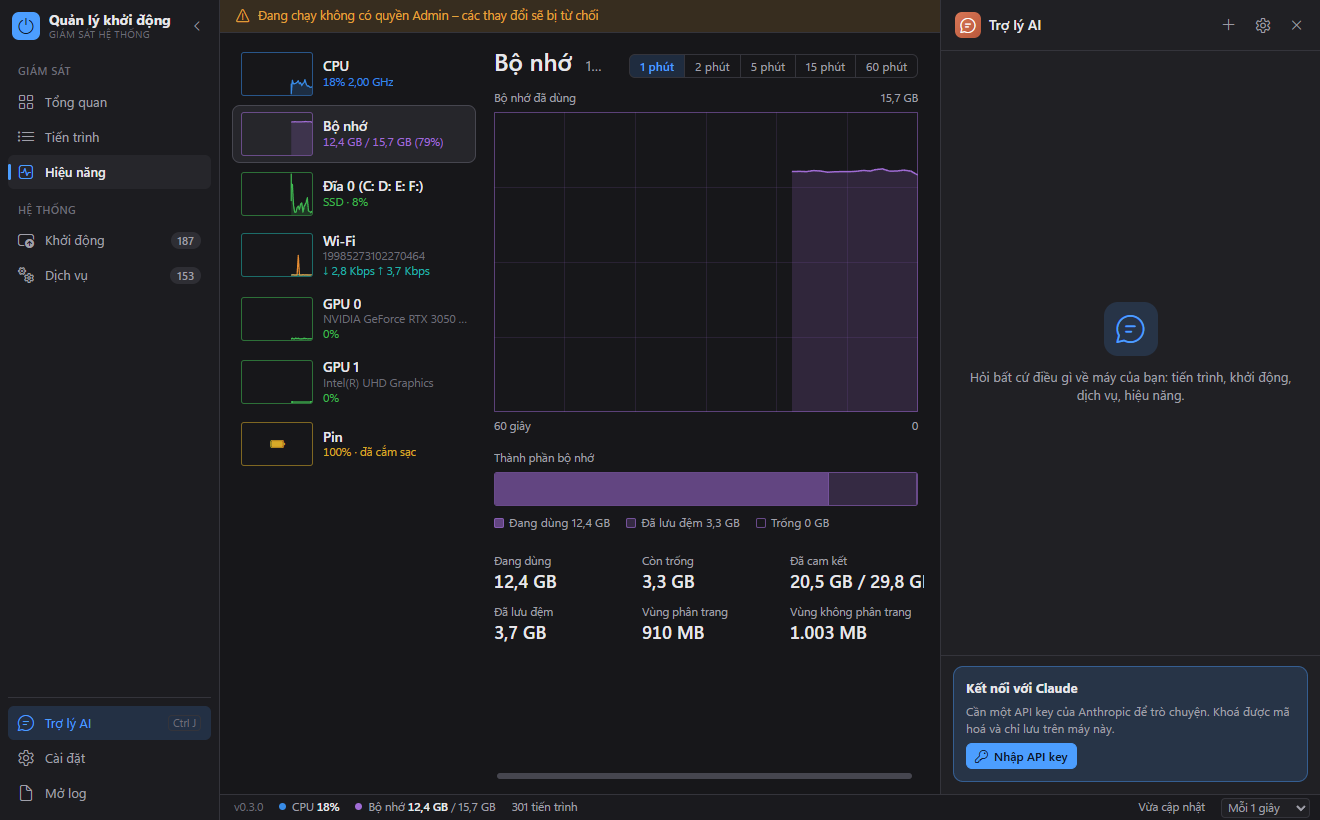 Quản lý khởi động
GIÁM SÁT HỆ THỐNG
GIÁM SÁT
Tổng quan
Tiến trình
Hiệu năng
HỆ THỐNG
Khởi động 187
Dịch vụ 153
Trợ lý AI Ctrl J
Cài đặt
Mở log
Đang chạy không có quyền Admin – các thay đổi sẽ bị từ chối
CPU
18% 2,00 GHz
Bộ nhớ
12,4 GB / 15,7 GB (79%)
Đĩa 0 (C: D: E: F:)
SSD · 8%
Wi-Fi
19985273102270464
↓ 2,8 Kbps ↑ 3,7 Kbps
GPU 0
NVIDIA GeForce RTX 3050 ...
0%
GPU 1
Intel(R) UHD Graphics
0%
Pin
100% · đã cắm sạc
Bộ nhớ 1... 1 phút 2 phút 5 phút 15 phút 60 phút
Bộ nhớ đã dùng 15,7 GB
60 giây 0
Thành phần bộ nhớ
Đang dùng 12,4 GB Đã lưu đệm 3,3 GB Trống 0 GB
Đang dùng Còn trống Đã cam kết
12,4 GB 3,3 GB 20,5 GB / 29,8 G
Đã lưu đệm Vùng phân trang Vùng không phân trang
3,7 GB 910 MB 1.003 MB
Trợ lý AI
Hỏi bất cứ điều gì về máy của bạn: tiến trình, khởi động,
dịch vụ, hiệu năng.
Kết nối với Claude
Cần một API key của Anthropic để trò chuyện. Khoá được mã
hoá và chỉ lưu trên máy này.
Nhập API key
v0.3.0 CPU 18% Bộ nhớ 12,4 GB / 15,7 GB 301 tiến trình Vừa cập nhật Mỗi 1 giây